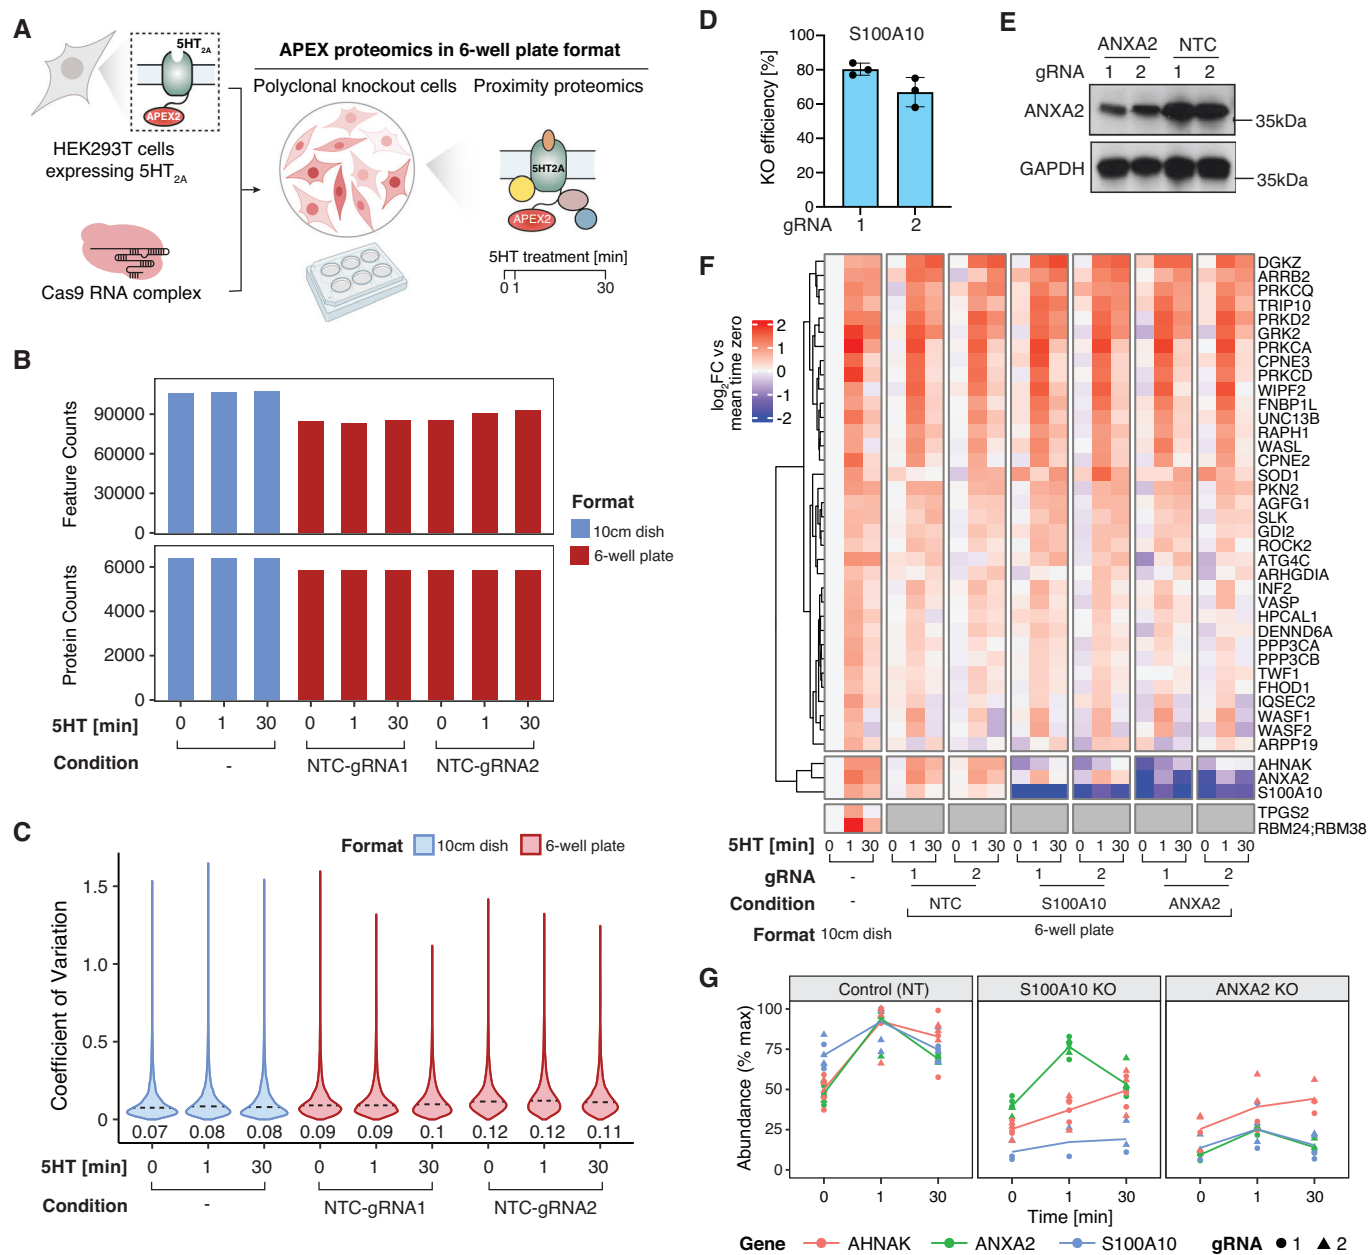 A
5HT2A
APEX2
HEK293T cells
expressing 5HT2A
Cas9 RNA complex
APEX proteomics in 6-well plate format
Polyclonal knockout cells
Proximity proteomics
5HT2A
APEX2
5HT treatment [min]
0 1 30
B
Feature Counts
90000
60000
30000
0
Protein Counts
6000
4000
2000
0
Format
10cm dish
6-well plate
5HT [min] 0 1 30 0 1 30 0 1 30
Condition - NTC-gRNA1 NTC-gRNA2
C
Format 10cm dish 6-well plate
Coefficient of Variation
1.5
1.0
0.5
0
0.07 0.08 0.08 0.09 0.09 0.1 0.12 0.12 0.11
5HT [min] 0 1 30 0 1 30 0 1 30
Condition - NTC-gRNA1 NTC-gRNA2
D
S100A10
KO efficiency [%]
100
80
60
40
20
0
gRNA 1 2
E
ANXA2 NTC
gRNA 1 2 1 2
ANXA2
35kDa
GAPDH
35kDa
F
log2FC vs
mean time zero
2
1
0
-1
-2
DGKZ
ARRB2
PRKCQ
TRIP10
PRKD2
GRK2
PRKCA
CPNE3
PRKCD
WIPF2
FNBP1L
UNC13B
RAPH1
WASL
CPNE2
SOD1
PKN2
AGFG1
SLK
GDI2
ROCK2
ATG4C
ARHGDIA
INF2
VASP
HPCAL1
DENND6A
PPP3CA
PPP3CB
TWF1
FHOD1
IQSEC2
WASF1
WASF2
ARPP19
AHNAK
ANXA2
S100A10
TPGS2
RBM24;RBM38
5HT [min] 0 1 30 0 1 30 0 1 30 0 1 30 0 1 30 0 1 30 0 1 30
gRNA - 1 2 1 2 1 2
Condition - NTC S100A10 ANXA2
Format 10cm dish 6-well plate
G
Control (NT) S100A10 KO ANXA2 KO
Abundance (% max)
100
75
50
25
0
0 1 30 0 1 30 0 1 30
Time [min]
Gene AHNAK ANXA2 S100A10 gRNA 1 2